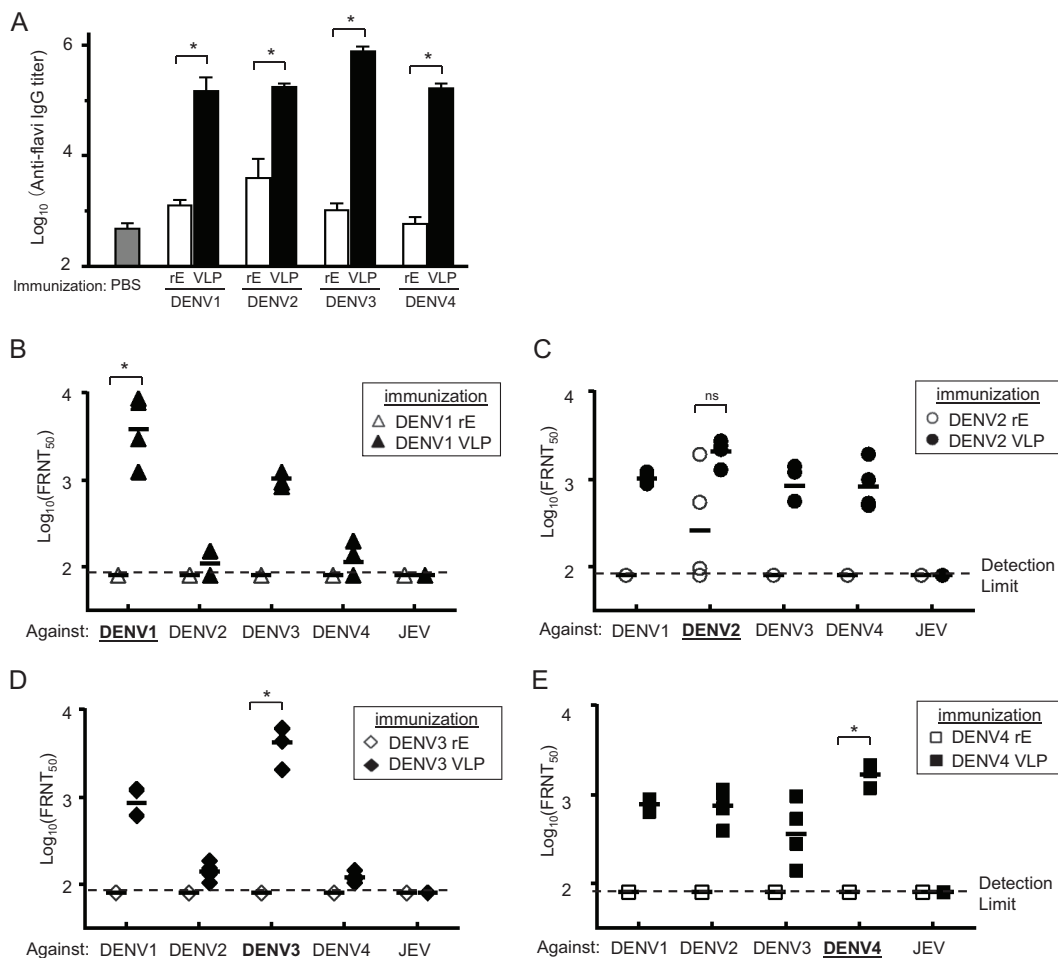 A
Log10 (Anti-flavi IgG titer)
6
4
2
* * * *
Immunization: PBS rE VLP rE VLP rE VLP rE VLP
DENV1 DENV2 DENV3 DENV4
B
Log10(FRNT50)
4
3
2
*
immunization
DENV1 rE
DENV1 VLP
Against: DENV1 DENV2 DENV3 DENV4 JEV
C
Log10(FRNT50)
4
3
2
ns
immunization
DENV2 rE
DENV2 VLP
Detection
Limit
Against: DENV1 DENV2 DENV3 DENV4 JEV
D
Log10(FRNT50)
4
3
2
*
immunization
DENV3 rE
DENV3 VLP
Against: DENV1 DENV2 DENV3 DENV4 JEV
E
Log10(FRNT50)
4
3
2
*
immunization
DENV4 rE
DENV4 VLP
Detection
Limit
Against: DENV1 DENV2 DENV3 DENV4 JEV